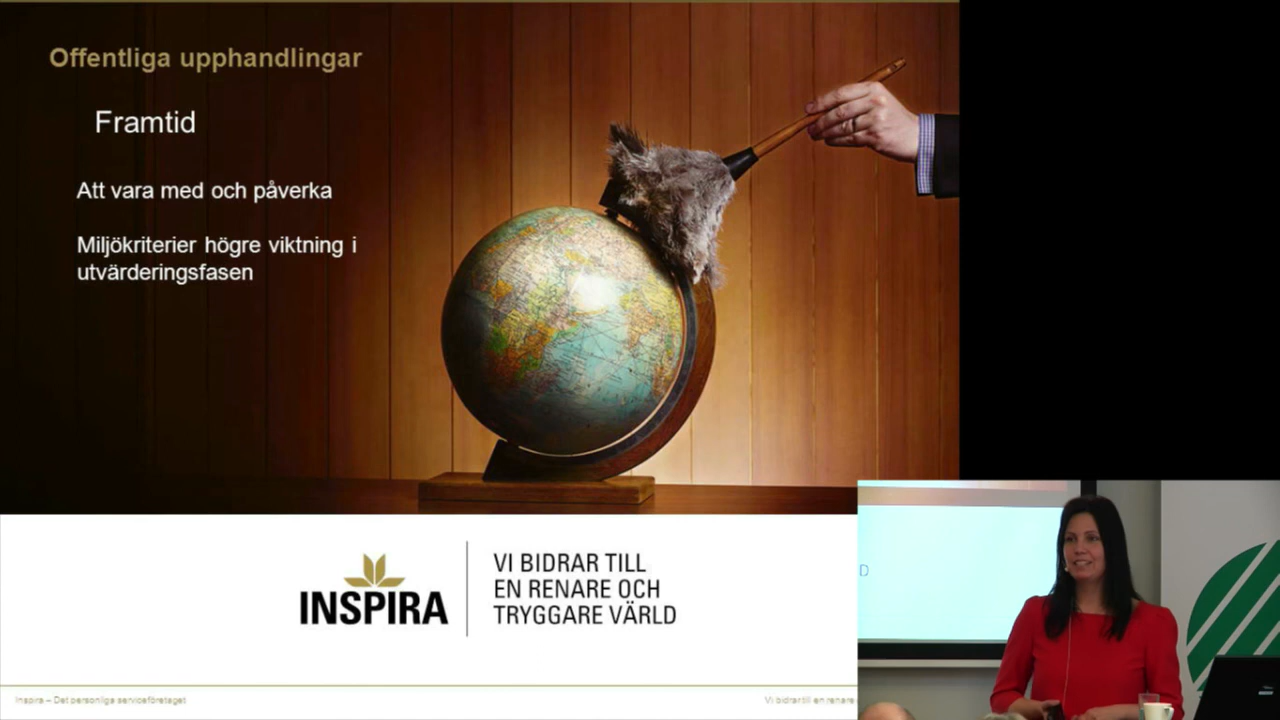 Offentliga upphandlingar
Framtid
Att vara med och påverka
Miljökriterier högre viktning i
utvärderingsfasen
INSPIRA
VI BIDRAR TILL
EN RENARE OCH
TRYGGARE VÄRLD
Inspira – Det personliga serviceföretaget
Vi bidrar till en renare
D